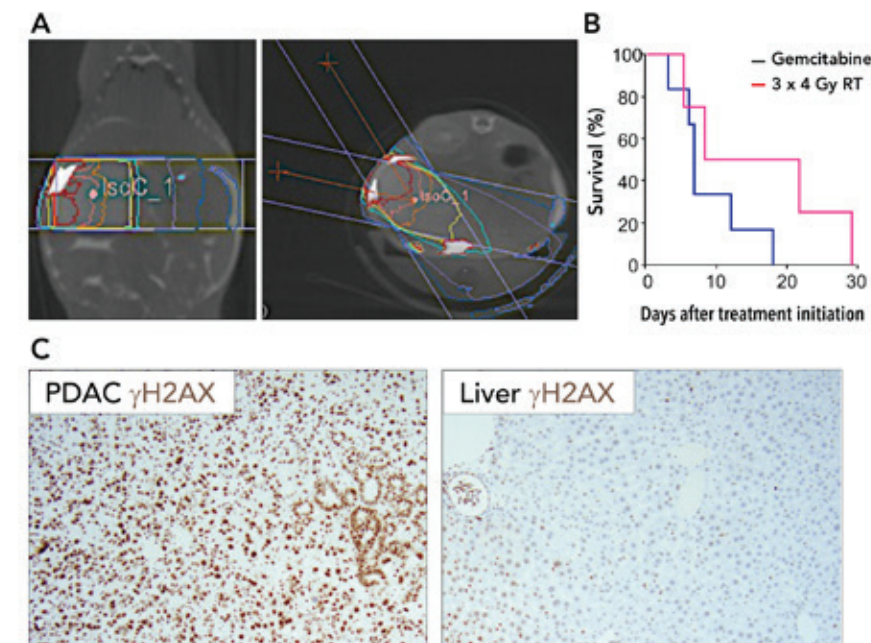 A
IsoC_1
IsoC_1
B
Survival (%)
100
80
60
40
20
0
Gemcitabine
3 x 4 Gy RT
0
10
20
30
Days after treatment initiation
C
PDAC γH2AX
Liver γH2AX